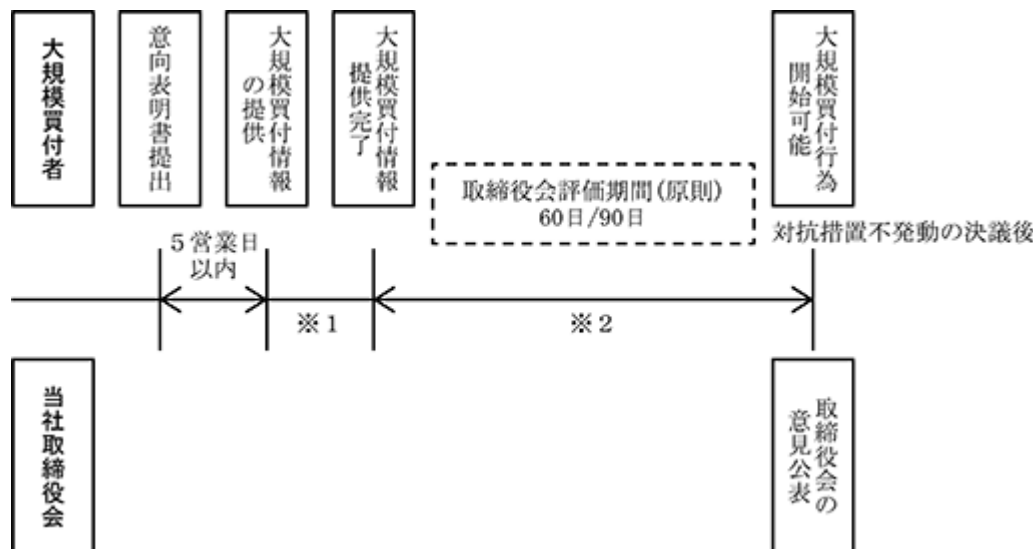 大規模買付者
意向表明書提出
大規模買付情報
の提供
大規模買付情報
提供完了
取締役会評価期間(原則)
60日/90日
大規模買付行為
開始可能
対抗措置不発動の決議後
5営業日
以内
※1
※2
当社取締役会
取締役会の
意見公表